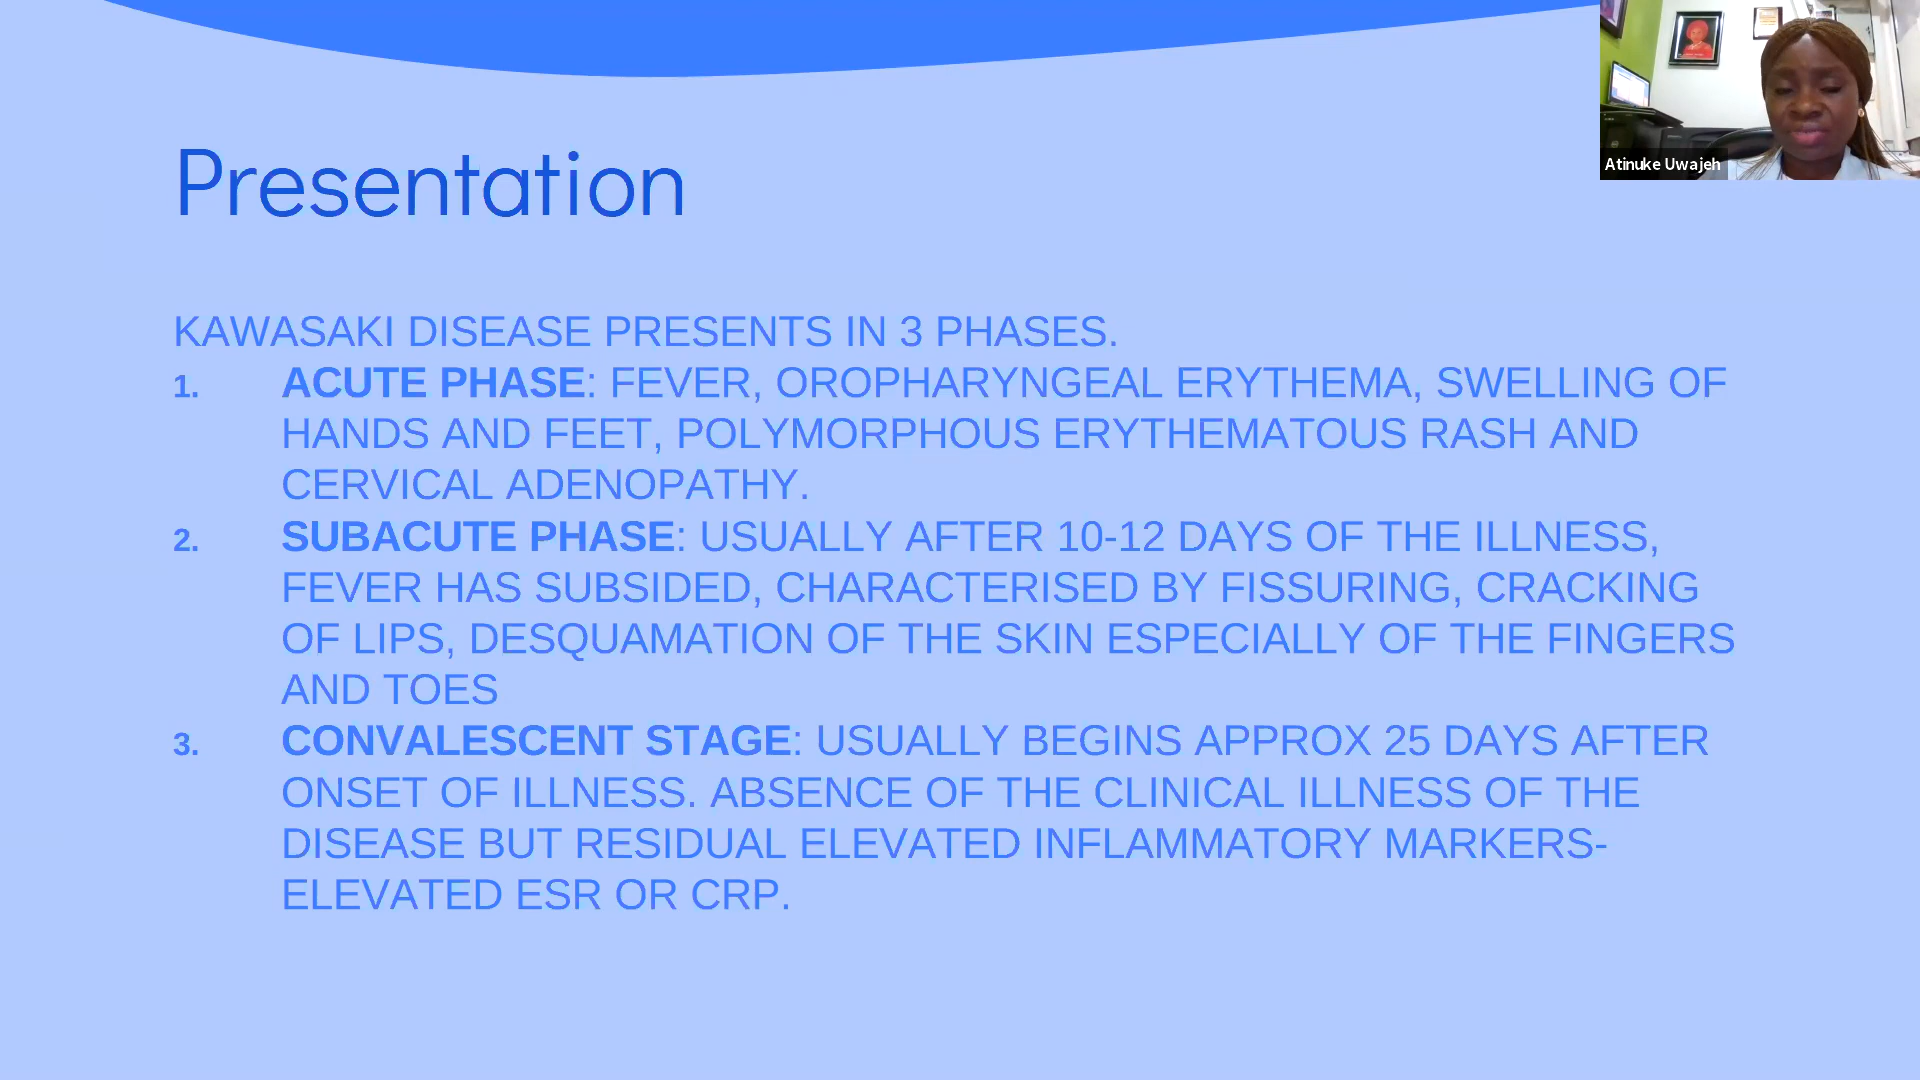 Presentation
Atinuke Uwajeh
KAWASAKI DISEASE PRESENTS IN 3 PHASES.
1. ACUTE PHASE: FEVER, OROPHARYNGEAL ERYTHEMA, SWELLING OF
HANDS AND FEET, POLYMORPHOUS ERYTHEMATOUS RASH AND
CERVICAL ADENOPATHY.
2. SUBACUTE PHASE: USUALLY AFTER 10-12 DAYS OF THE ILLNESS,
FEVER HAS SUBSIDED, CHARACTERISED BY FISSURING, CRACKING
OF LIPS, DESQUAMATION OF THE SKIN ESPECIALLY OF THE FINGERS
AND TOES
3. CONVALESCENT STAGE: USUALLY BEGINS APPROX 25 DAYS AFTER
ONSET OF ILLNESS. ABSENCE OF THE CLINICAL ILLNESS OF THE
DISEASE BUT RESIDUAL ELEVATED INFLAMMATORY MARKERS-
ELEVATED ESR OR CRP.